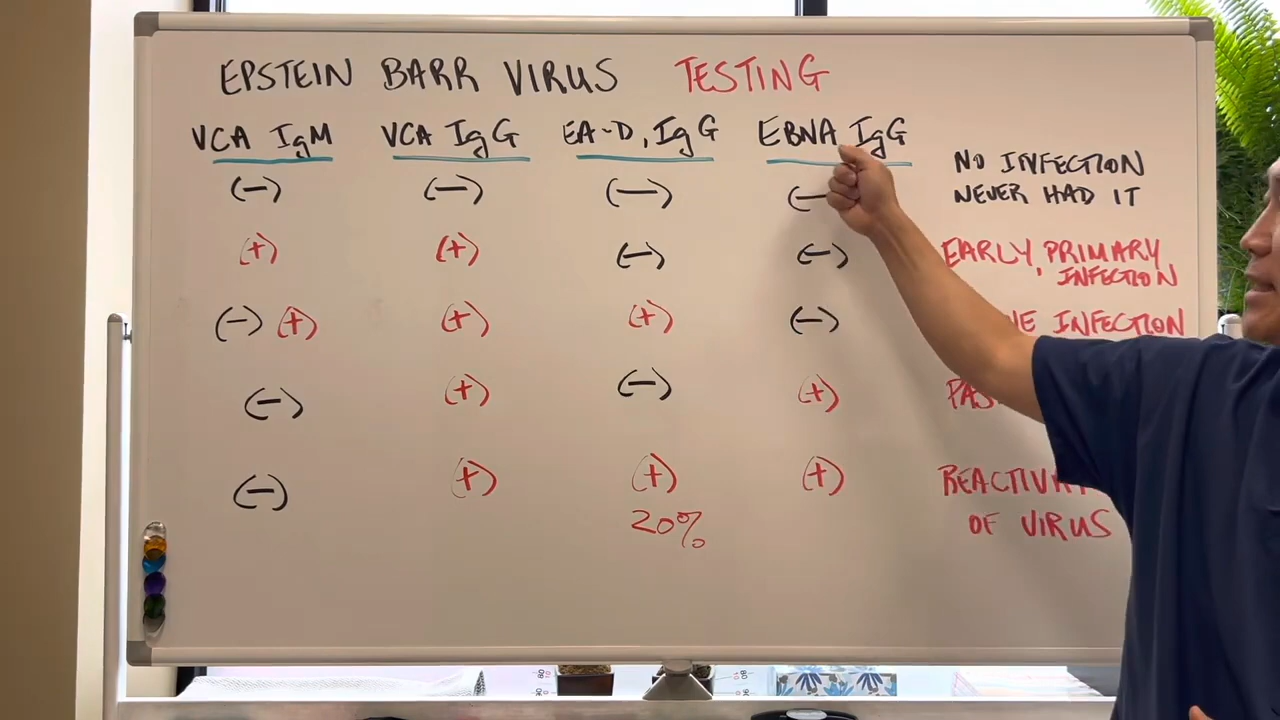 EPSTEIN BARR VIRUS TESTING
VCA IgM VCA IgG EA-D, IgG EBNA IgG
(-) (-) (-) (-) NO INFECTION
NEVER HAD IT
(+) (+) (-) (-) EARLY, PRIMARY
INFECTION
(-) (+) (+) (+) (-) INFECTION
(-) (+) (-) (+)
(-) (+) (+) (+)
20% OF VIRUS